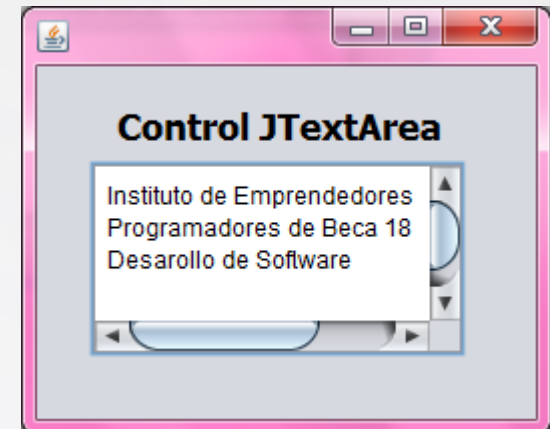 Control JTextArea
Instituto de Emprendedores
Programadores de Beca 18
Desarollo de Software